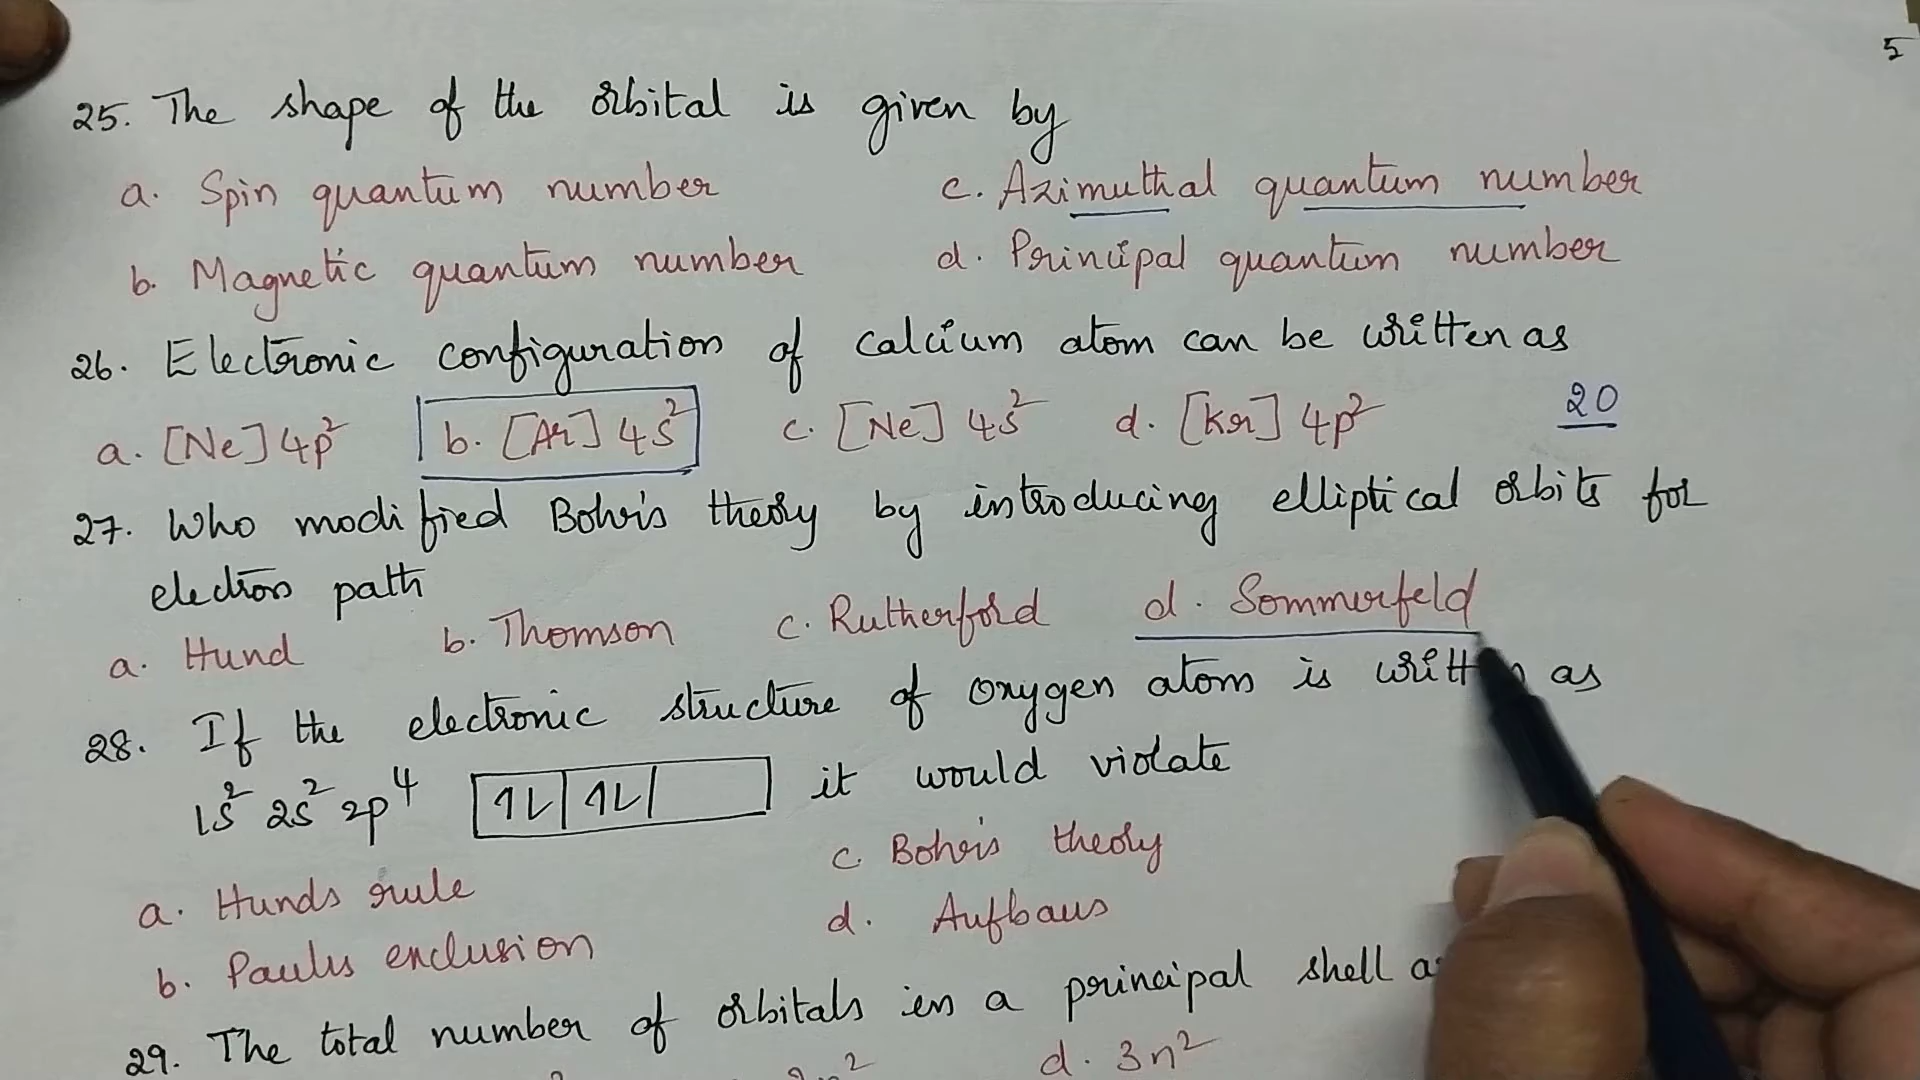 5
25. The shape of the orbital is given by
a. Spin quantum number
c. Azimuthal quantum number
b. Magnetic quantum number
d. Principal quantum number
26. Electronic configuration of calcium atom can be written as
a. [Ne] 4p² b. [Ar] 4s² c. [Ne] 4s² d. [Kr] 4p² 20
27. Who modified Bohr's theory by introducing elliptical orbits for
electron path
a. Hund b. Thomson c. Rutherford d. Sommerfeld
28. If the electronic structure of oxygen atom is written as
1s² 2s² 2p⁴ 1L 1L it would violate
a. Hunds rule
c. Bohr's theory
b. Paulis exclusion
d. Aufbaus
29. The total number of orbitals in a principal shell
d. 3n²